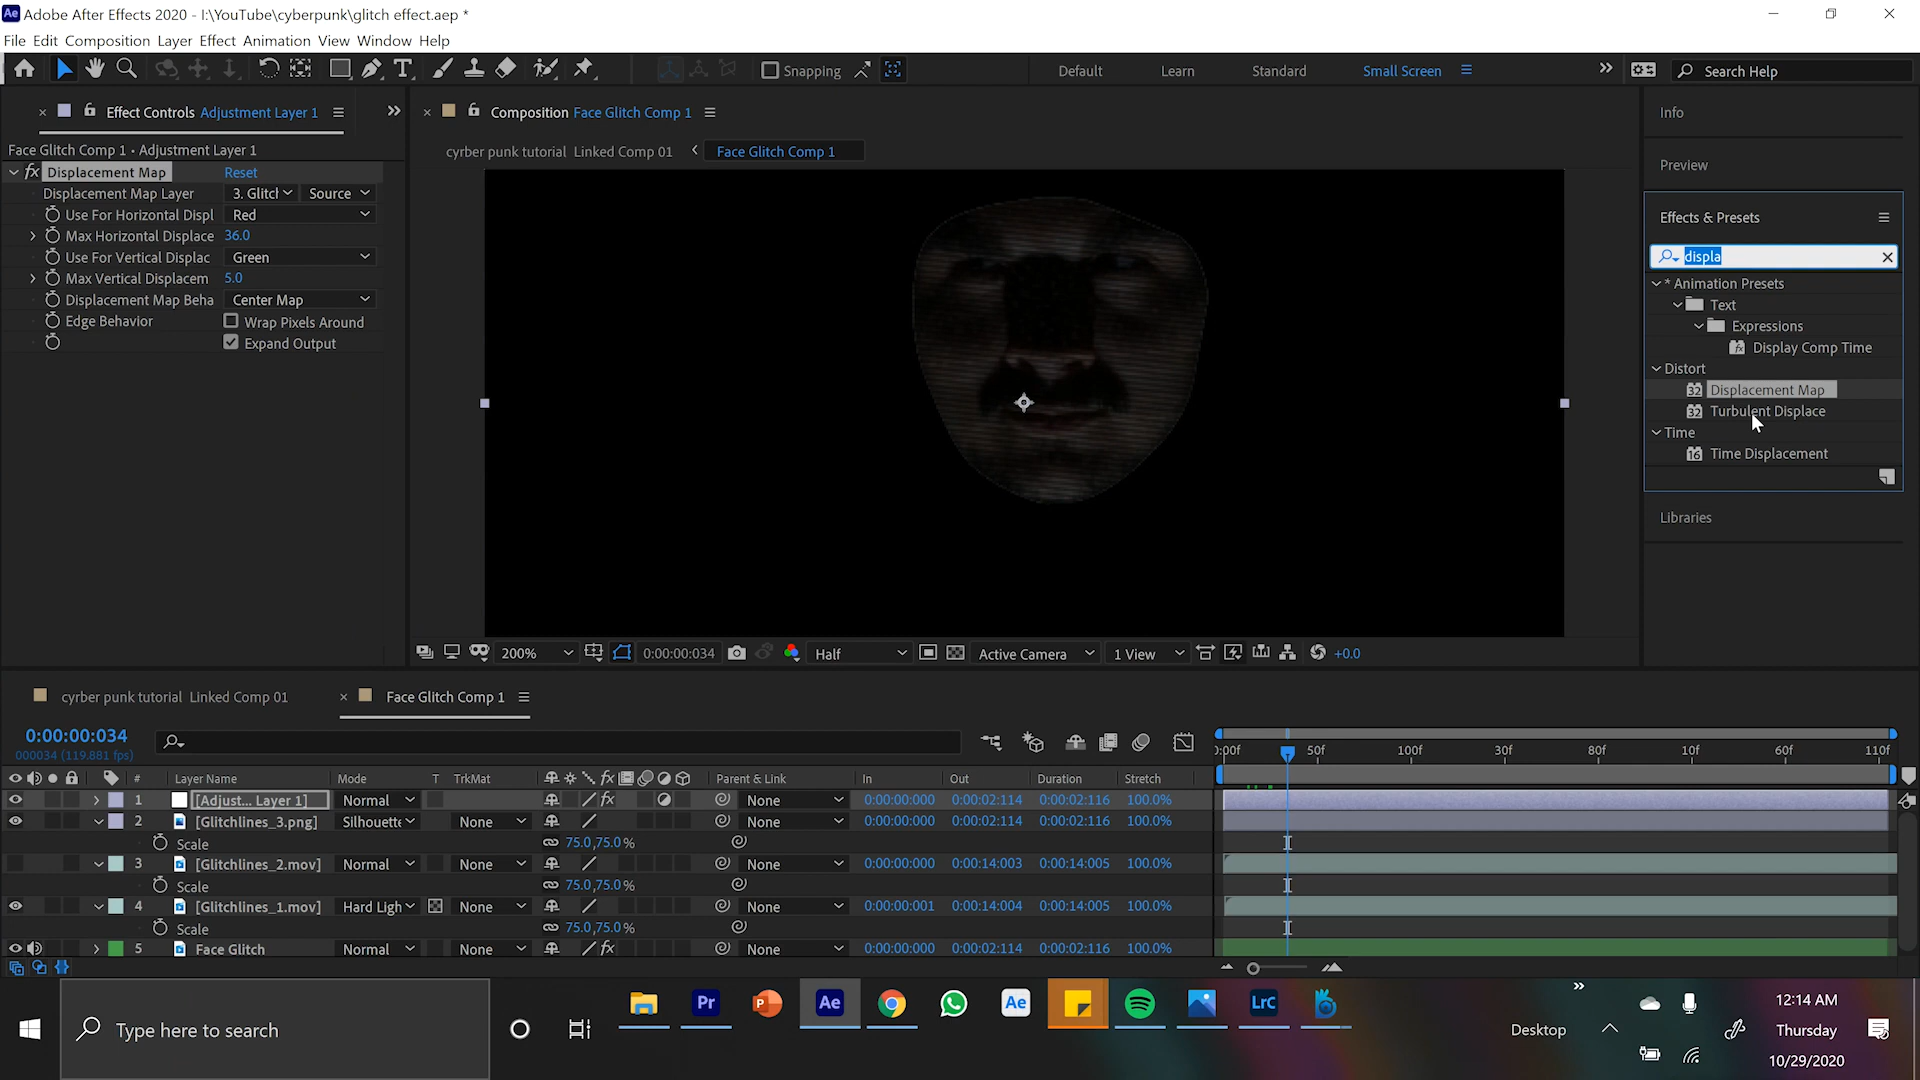 Ae Adobe After Effects 2020 - I:\YouTube\cyberpunk\glitch effect.aep *
File Edit Composition Layer Effect Animation View Window Help
Snapping Default Learn Standard Small Screen Search Help
Effect Controls Adjustment Layer 1
Face Glitch Comp 1 • Adjustment Layer 1
fx Displacement Map Reset
Displacement Map Layer 3. Glitcl Source
Use For Horizontal Displ Red
Max Horizontal Displace 36.0
Use For Vertical Displac Green
Max Vertical Displacem 5.0
Displacement Map Beha Center Map
Edge Behavior Wrap Pixels Around
Expand Output
Composition Face Glitch Comp 1
cyrber punk tutorial Linked Comp 01 Face Glitch Comp 1
200% 0:00:00:034 Half Active Camera 1 View +0.0
Info
Preview
Effects & Presets
displa
* Animation Presets
Text
Expressions
Display Comp Time
Distort
32 Displacement Map
32 Turbulent Displace
Time
16 Time Displacement
Libraries
cyrber punk tutorial Linked Comp 01 Face Glitch Comp 1
0:00:00:034
000034 (119.881 fps)
0:00f 50f 100f 30f 80f 10f 60f 110f
# Layer Name Mode T TrkMat fx Parent & Link In Out Duration Stretch
1 [Adjust... Layer 1] Normal fx None 0:00:00:000 0:00:02:114 0:00:02:116 100.0%
2 [Glitchlines_3.png] Silhouette None None 0:00:00:000 0:00:02:114 0:00:02:116 100.0%
Scale 75.0,75.0%
3 [Glitchlines_2.mov] Normal None None 0:00:00:000 0:00:14:003 0:00:14:005 100.0%
Scale 75.0,75.0%
4 [Glitchlines_1.mov] Hard Ligh None None 0:00:00:001 0:00:14:004 0:00:14:005 100.0%
Scale 75.0,75.0%
5 Face Glitch Normal None fx None 0:00:00:000 0:00:02:114 0:00:02:116 100.0%
Type here to search
Pr P Ae Ae LrC
Desktop
12:14 AM
Thursday
10/29/2020